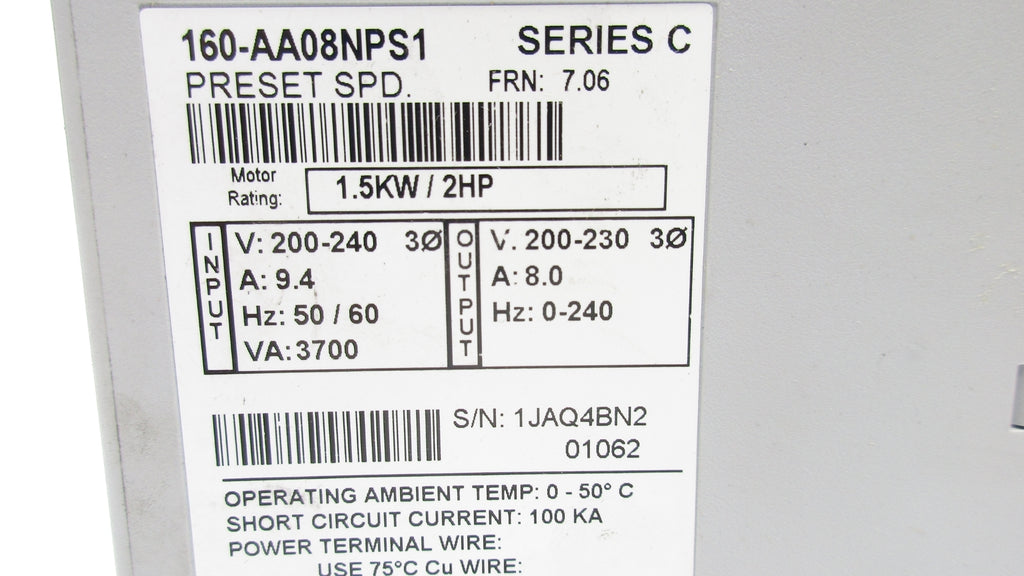 160-AA08NPS1 SERIES C
PRESET SPD. FRN: 7.06
Motor
Rating:
1.5KW / 2HP
INPUT
V: 200-240 3Ø
A: 9.4
Hz: 50 / 60
VA: 3700
OUTPUT
V: 200-230 3Ø
A: 8.0
Hz: 0-240
S/N: 1JAQ4BN2
01062
OPERATING AMBIENT TEMP: 0 - 50° C
SHORT CIRCUIT CURRENT: 100 KA
POWER TERMINAL WIRE:
USE 75°C Cu WIRE: